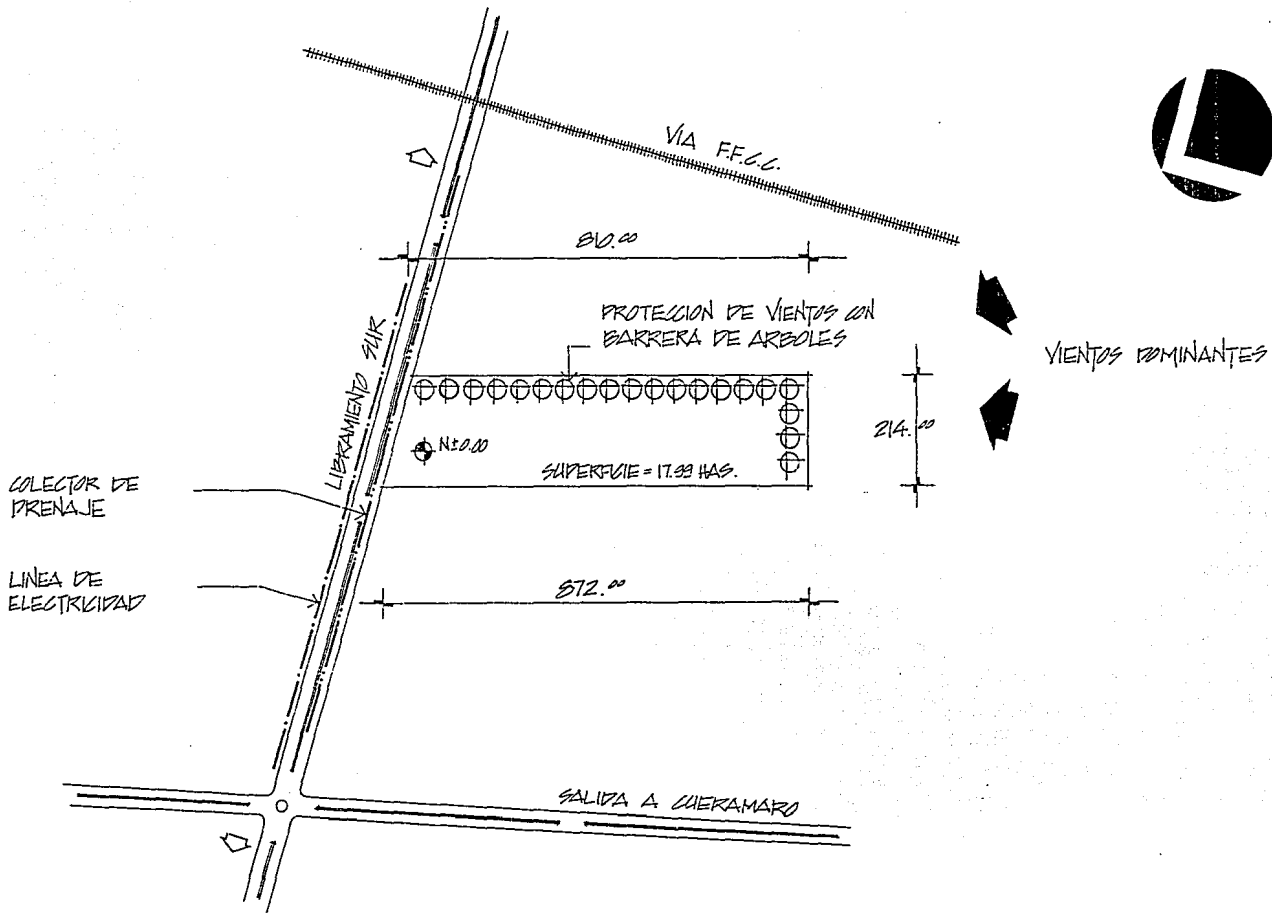 VIA F.F.C.C.
810.00
PROTECCION DE VIENTOS CON
BARRERA DE ARBOLES
VIENTOS DOMINANTES
LIBRAMIENTO SUR
214.00
N±0.00
SUPERFICIE = 17.99 HAS.
COLECTOR DE
DRENAJE
LINEA DE
ELECTRICIDAD
872.00
SALIDA A CUERAMARO